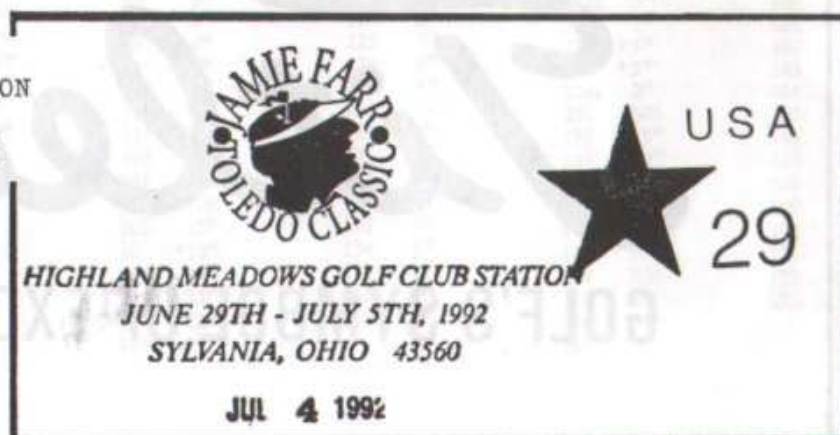 ON
JAMIE FARR
TOLEDO CLASSIC
USA
29
HIGHLAND MEADOWS GOLF CLUB STATION
JUNE 29TH - JULY 5TH, 1992
SYLVANIA, OHIO 43560
JUL 4 1992